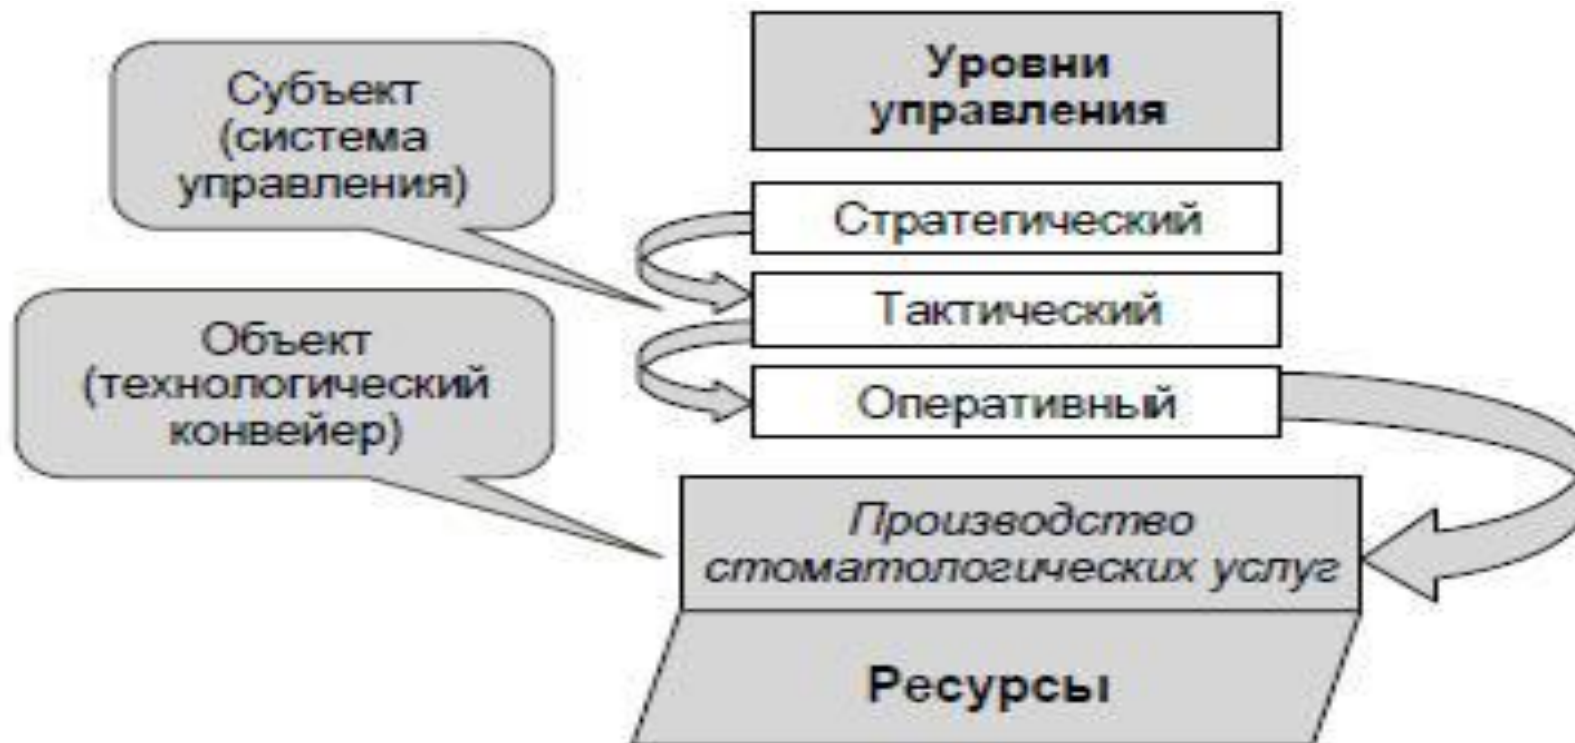 Субъект
(система
управления)
Объект
(технологический
конвейер)
Уровни
управления
Стратегический
Тактический
Оперативный
Производство
стоматологических услуг
Ресурсы